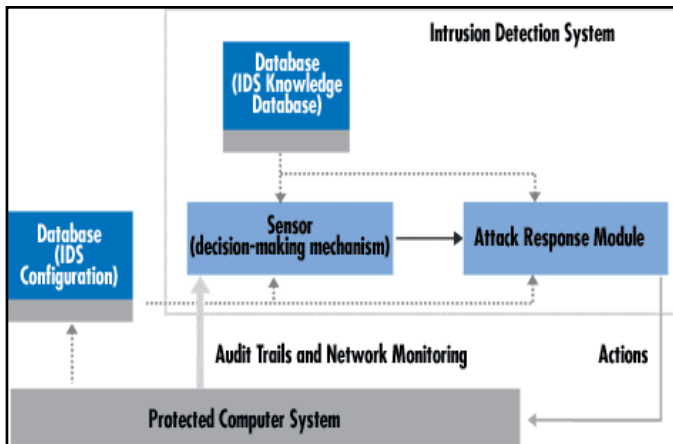 Intrusion Detection System
Database
(IDS Knowledge
Database)
Sensor
(decision-making mechanism)
Attack Response Module
Database
(IDS
Configuration)
Audit Trails and Network Monitoring
Actions
Protected Computer System